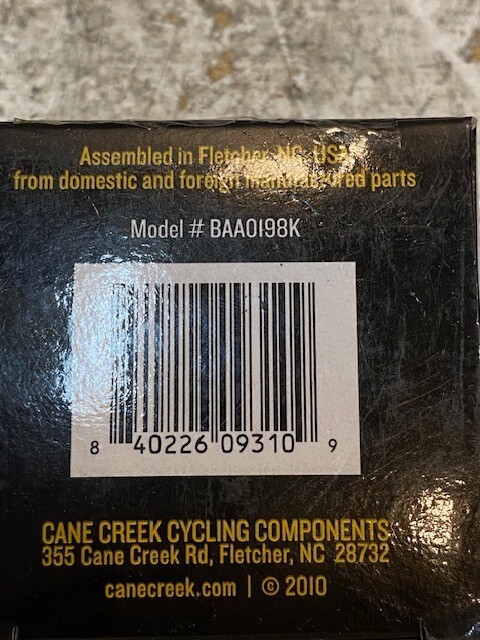 Assembled in Fletcher, NC, USA
from domestic and foreign manufactured parts
Model # BAA0198K
8 40226 09310 9
CANE CREEK CYCLING COMPONENTS
355 Cane Creek Rd, Fletcher, NC 28732
canecreek.com | © 2010